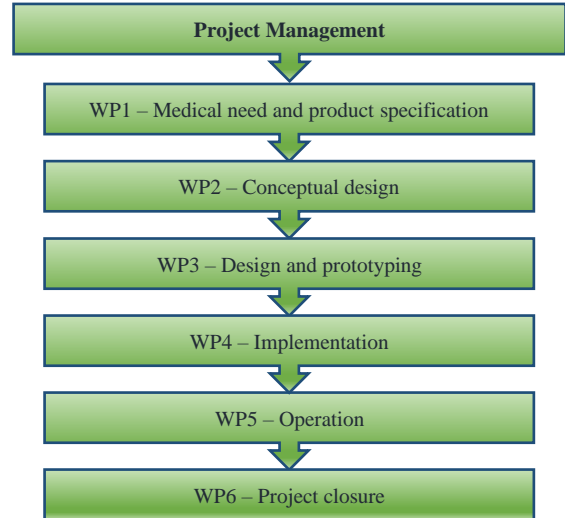 Project Management
WP1 – Medical need and product specification
WP2 – Conceptual design
WP3 – Design and prototyping
WP4 – Implementation
WP5 – Operation
WP6 – Project closure